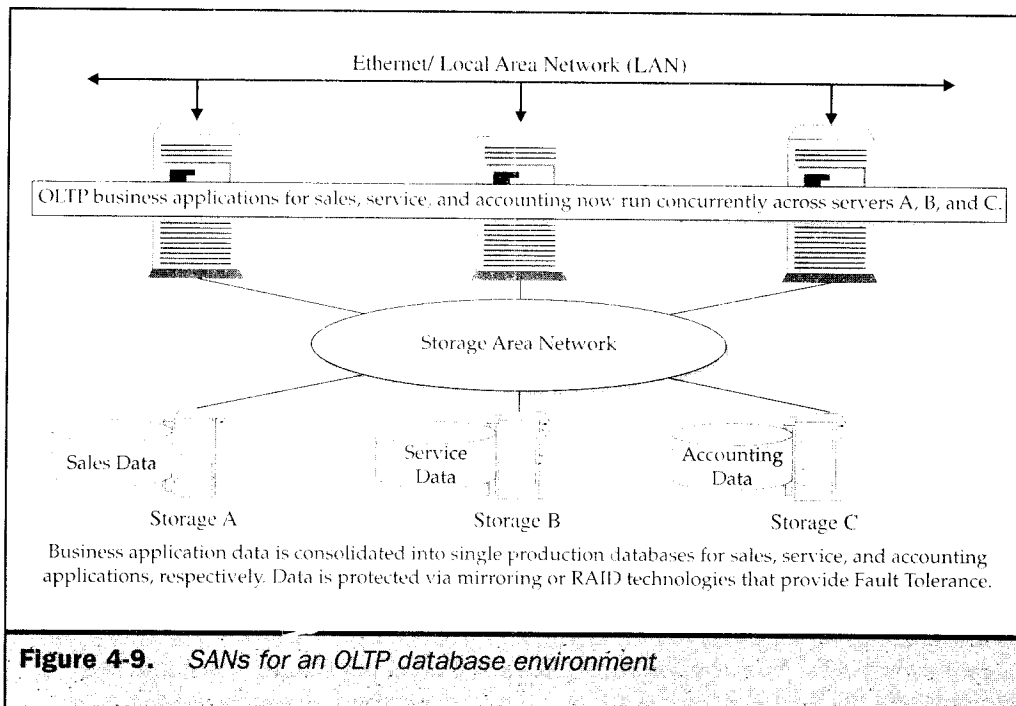 Ethernet/ Local Area Network (LAN)
OLTP business applications for sales, service, and accounting now run concurrently across servers A, B, and C.
Storage Area Network
Sales Data
Service
Data
Accounting
Data
Storage A
Storage B
Storage C
Business application data is consolidated into single production databases for sales, service, and accounting
applications, respectively. Data is protected via mirroring or RAID technologies that provide Fault Tolerance.
Figure 4-9. SANs for an OLTP database environment